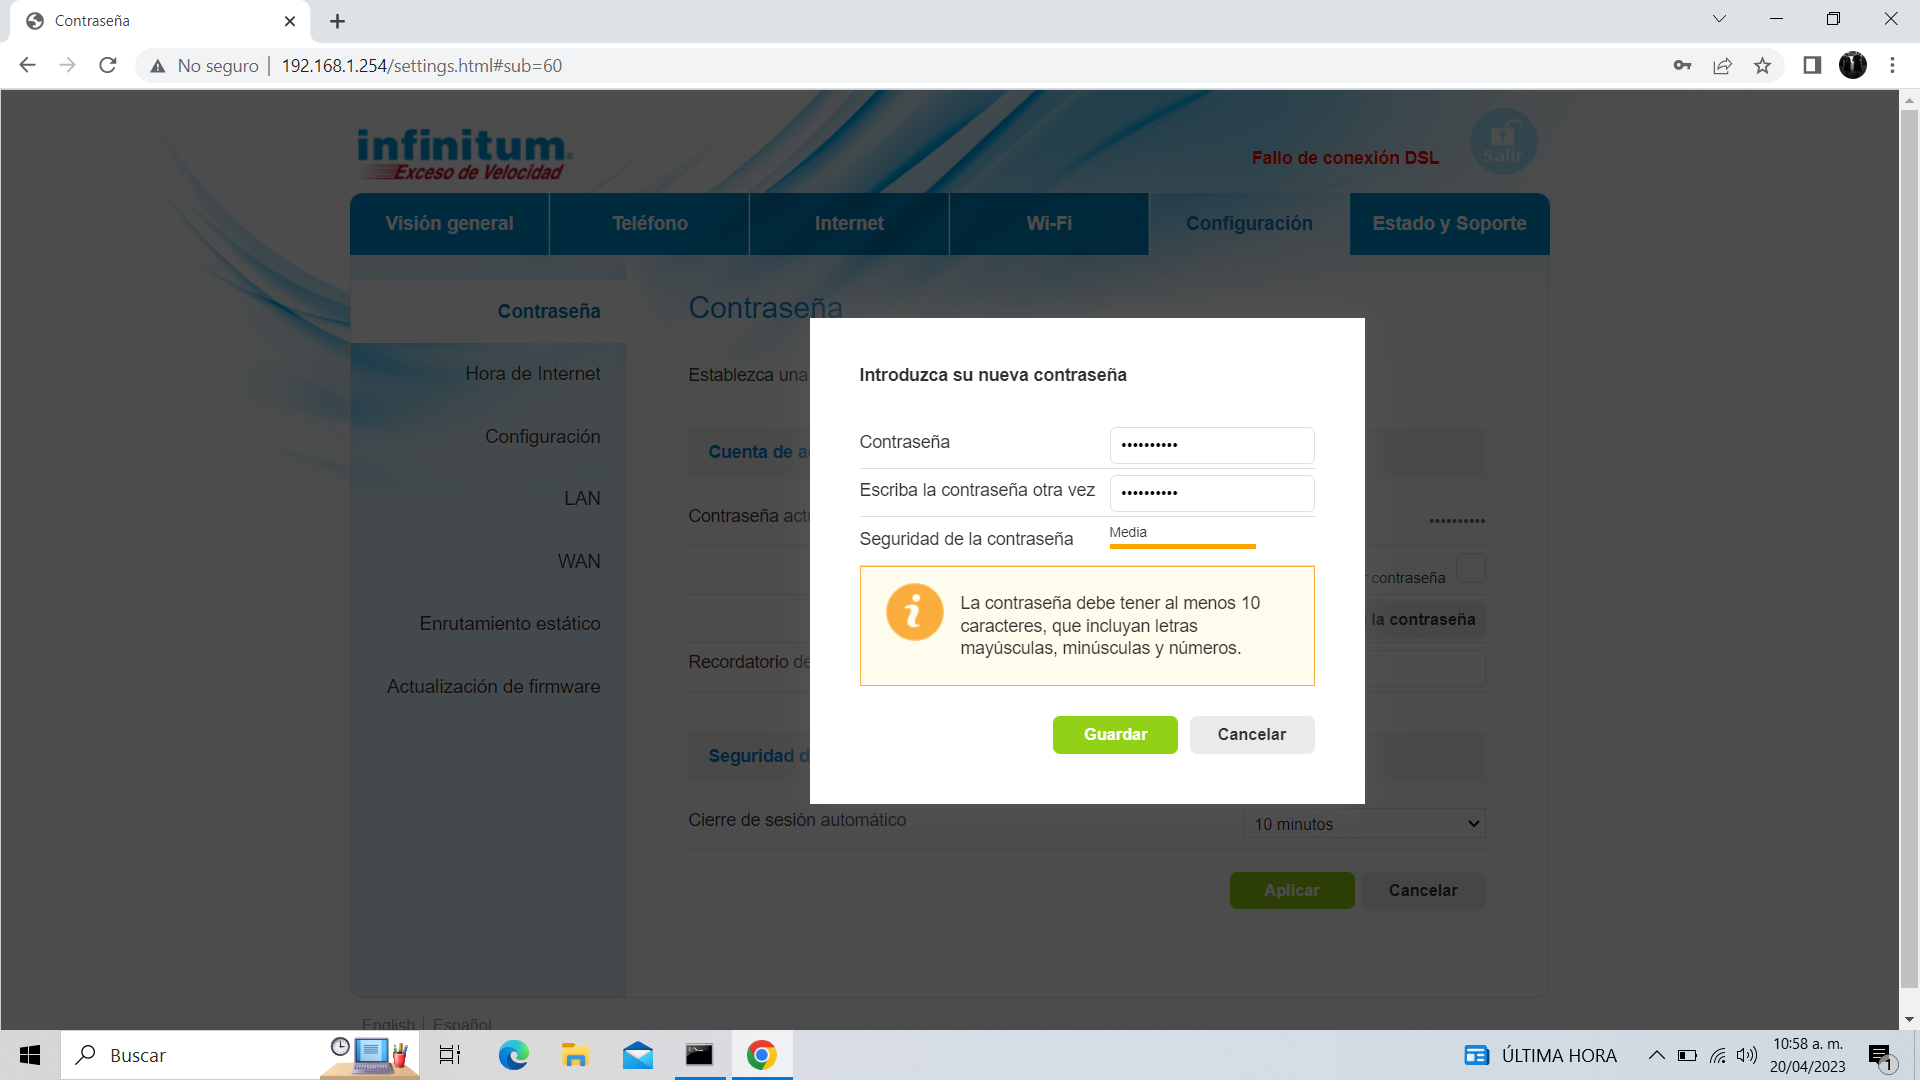 Contraseña
No seguro
192.168.1.254/settings.html#sub=60
infinitum
Exceso de Velocidad
Fallo de conexión DSL
Salir
Visión general
Teléfono
Internet
Wi-Fi
Configuración
Estado y Soporte
Contraseña
Hora de Internet
Configuración
LAN
WAN
Enrutamiento estático
Actualización de firmware
Contraseña
Establezca una
Cuenta de a
Contraseña act
contraseña
la contraseña
Recordatorio de
Seguridad d
Cierre de sesión automático
10 minutos
Aplicar
Cancelar
Introduzca su nueva contraseña
Contraseña
Escriba la contraseña otra vez
Seguridad de la contraseña
Media
La contraseña debe tener al menos 10
caracteres, que incluyan letras
mayúsculas, minúsculas y números.
Guardar
Cancelar
English
Español
Buscar
ÚLTIMA HORA
10:58 a. m.
20/04/2023
1